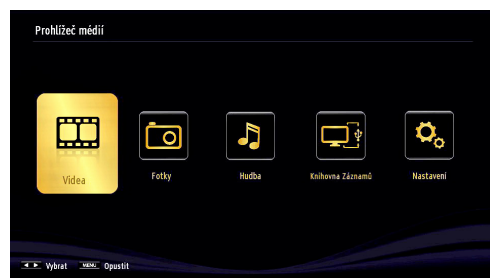 Prohlížeč médií
Videa
Fotky
Hudba
Knihovna Záznamů
Nastavení
Vybrat MENU Opustit